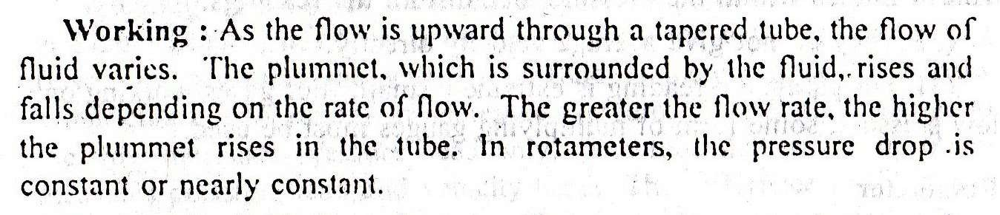 Working : As the flow is upward through a tapered tube, the flow of
fluid varies. The plummet, which is surrounded by the fluid, rises and
falls depending on the rate of flow. The greater the flow rate, the higher
the plummet rises in the tube. In rotameters, the pressure drop is
constant or nearly constant.